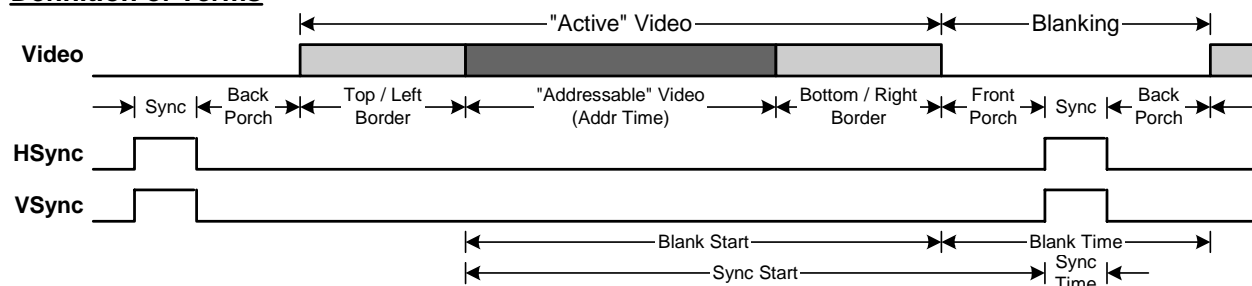 Definition of Terms
"Active" Video Blanking
Video
Sync Back Porch Top / Left Border "Addressable" Video (Addr Time) Bottom / Right Border Front Porch Sync Back Porch
HSync
VSync
Blank Start Blank Time
Sync Start Sync Time